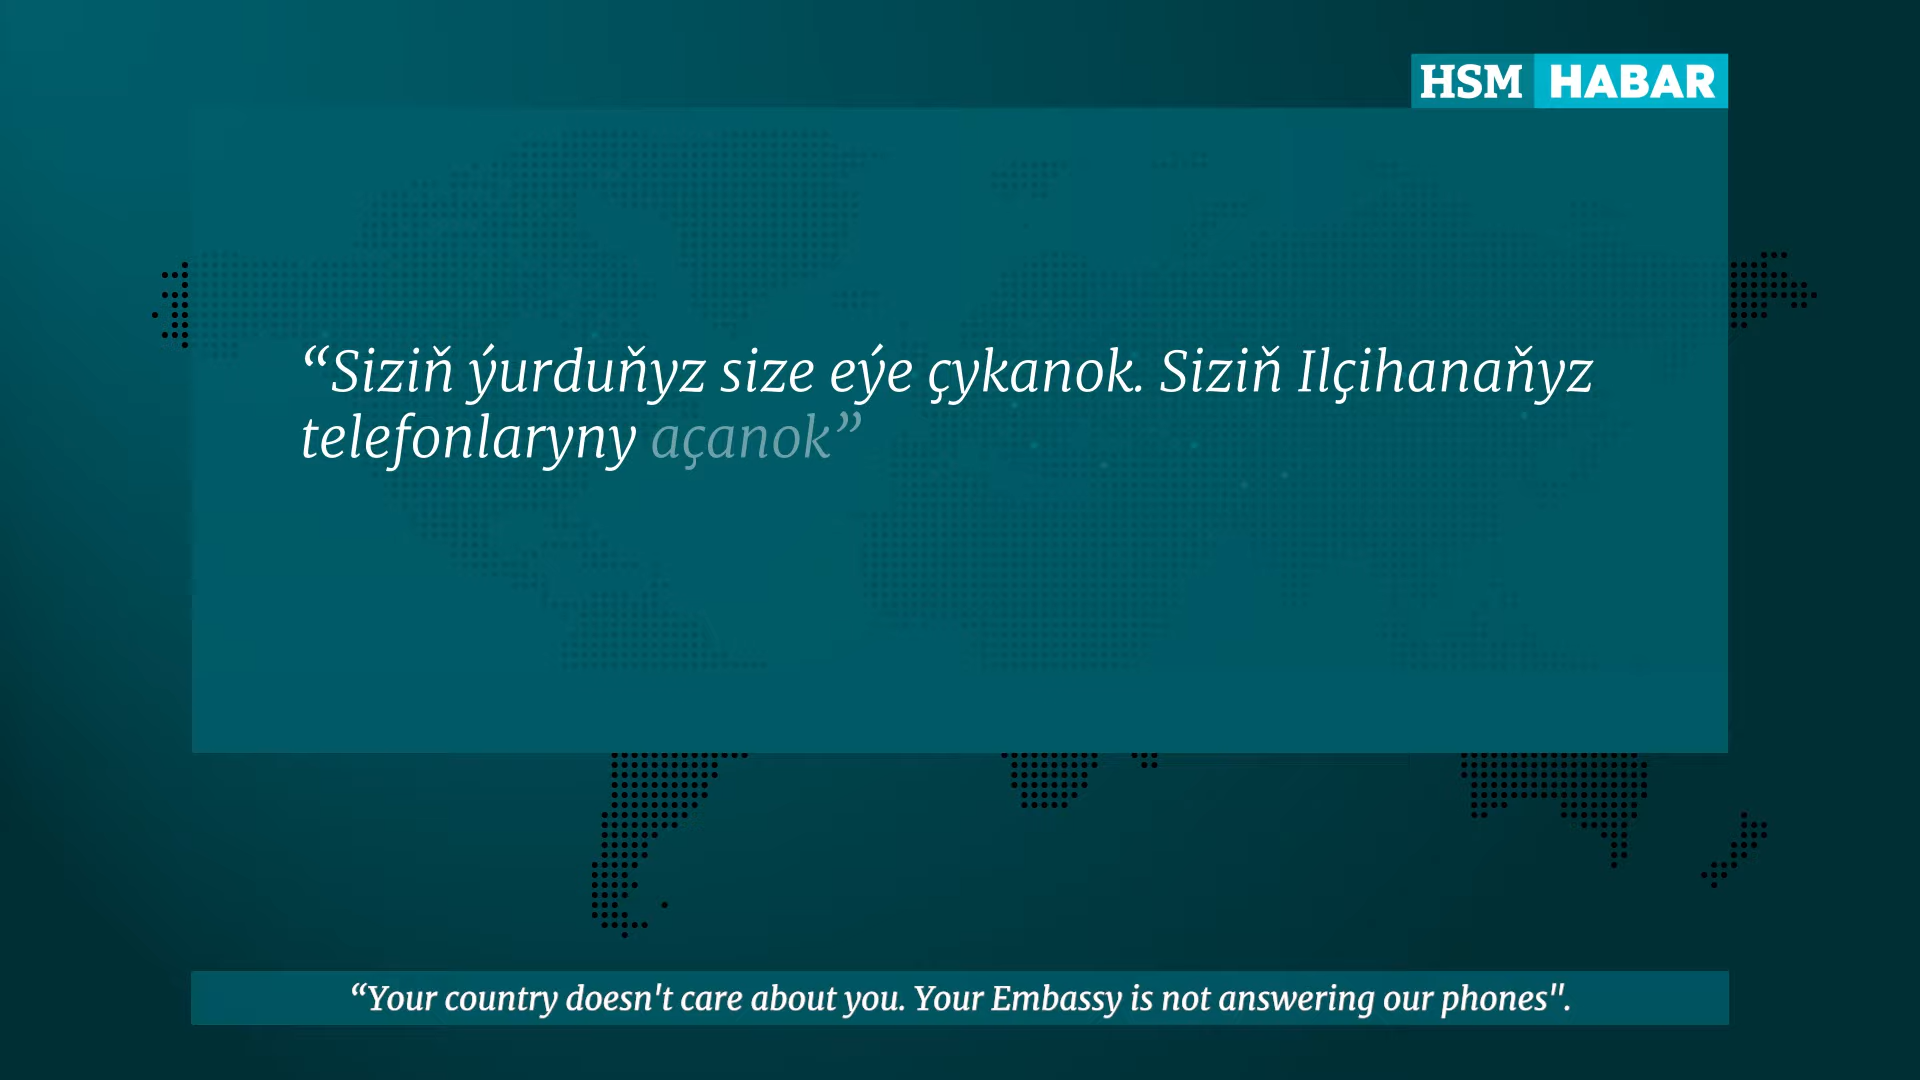 HSM HABAR
“Siziň ýurduňyz size eýe çykanok. Siziň Ilçihanaňyz
telefonlaryny açanok”
“Your country doesn't care about you. Your Embassy is not answering our phones".